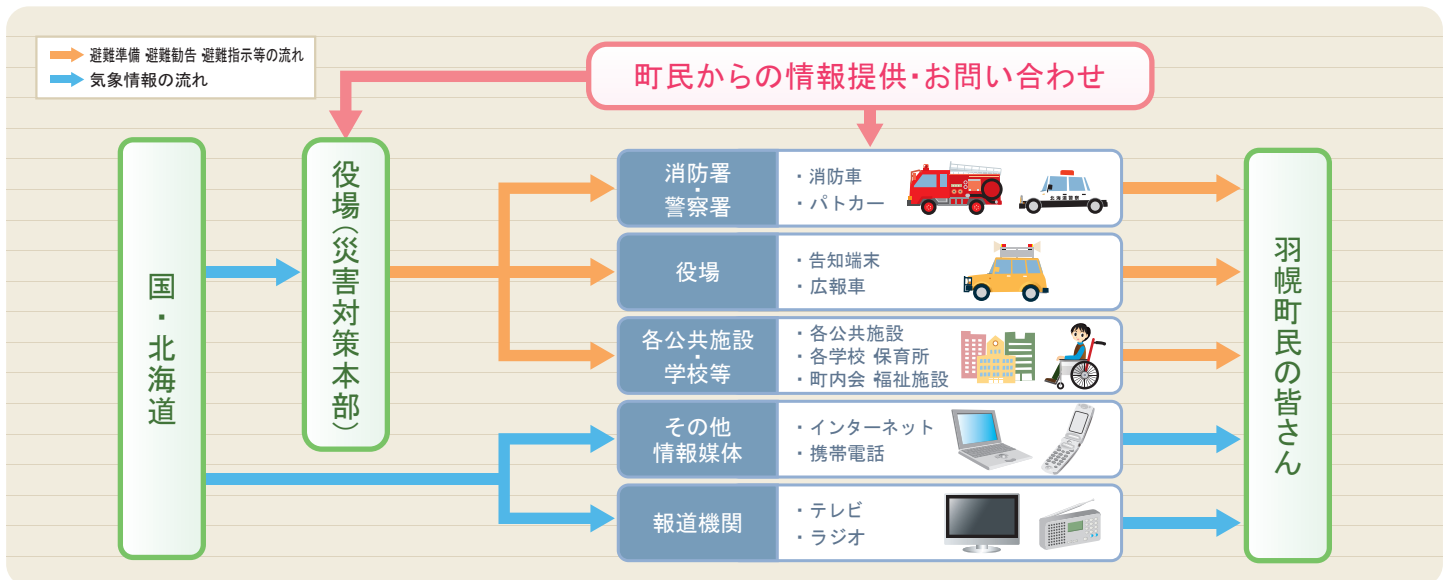 避難準備・避難勧告・避難指示等の流れ
気象情報の流れ
町民からの情報提供・お問い合わせ
国・北海道
役場（災害対策本部）
消防署
・
警察署
・消防車
・パトカー
北海道警察
役場
・告知端末
・広報車
各公共施設
・
学校等
・各公共施設
・各学校・保育所
・町内会・福祉施設
その他
情報媒体
・インターネット
・携帯電話
報道機関
・テレビ
・ラジオ
羽幌町民の皆さん